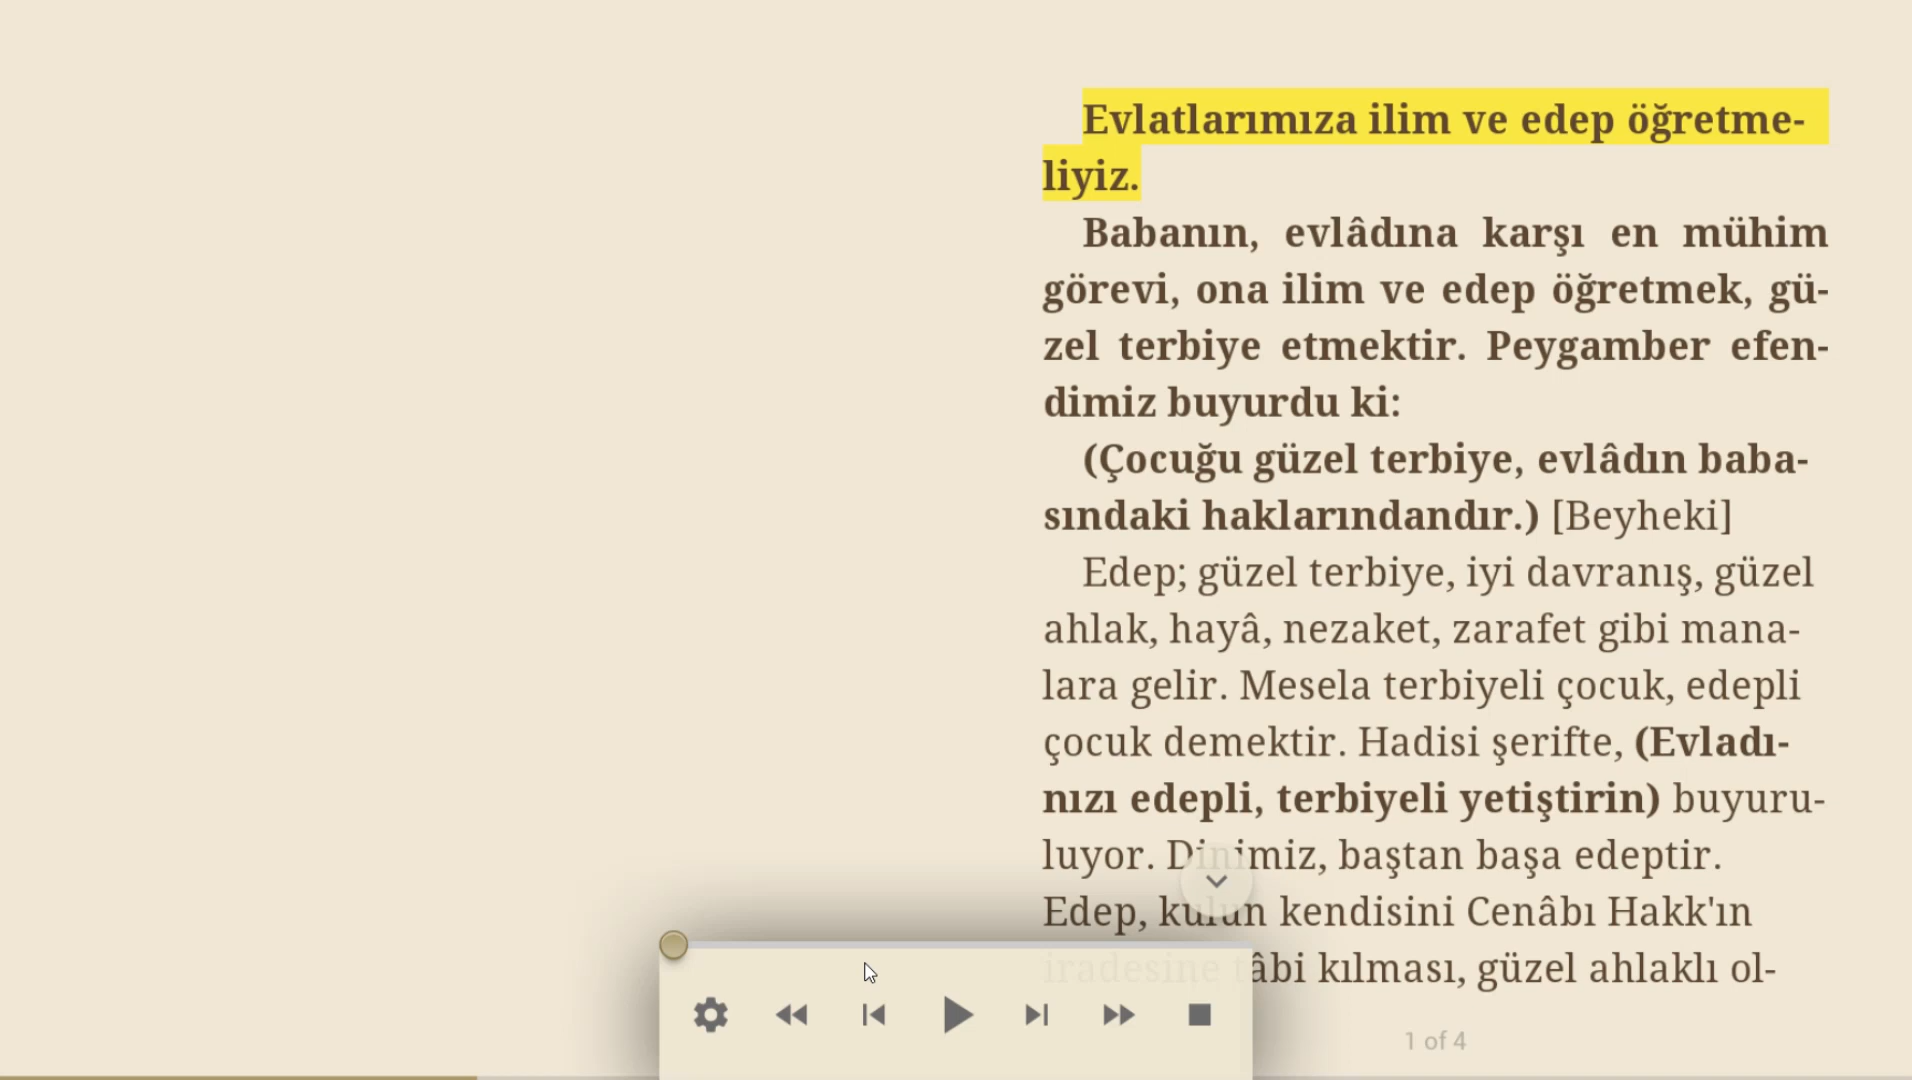 Evlatlarımıza ilim ve edep öğretme-
liyiz.
Babanın, evlâdına karşı en mühim
görevi, ona ilim ve edep öğretmek, gü-
zel terbiye etmektir. Peygamber efen-
dimiz buyurdu ki:
(Çocuğu güzel terbiye, evlâdın baba-
sındaki haklarındandır.) [Beyheki]
Edep; güzel terbiye, iyi davranış, güzel
ahlak, hayâ, nezaket, zarafet gibi mana-
lara gelir. Mesela terbiyeli çocuk, edepli
çocuk demektir. Hadisi şerifte, (Evladı-
nızı edepli, terbiyeli yetiştirin) buyuru-
luyor. Dinimiz, baştan başa edeptir.
Edep, kulun kendisini Cenâbı Hakk'ın
iradesine tâbi kılması, güzel ahlaklı ol-
1 of 4